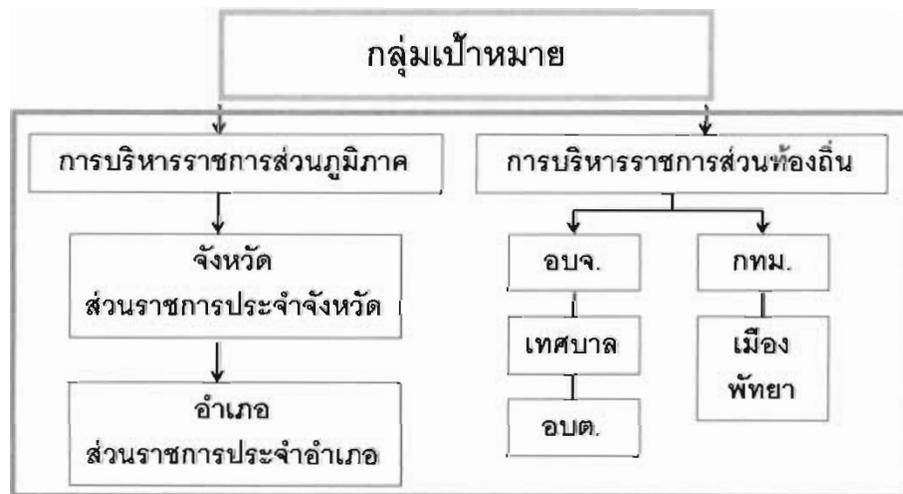 กลุ่มเป้าหมาย
การบริหารราชการส่วนภูมิภาค
จังหวัด
ส่วนราชการประจำจังหวัด
อำเภอ
ส่วนราชการประจำอำเภอ
การบริหารราชการส่วนท้องถิ่น
อบจ.
เทศบาล
อบต.
กทม.
เมือง
พัทยา